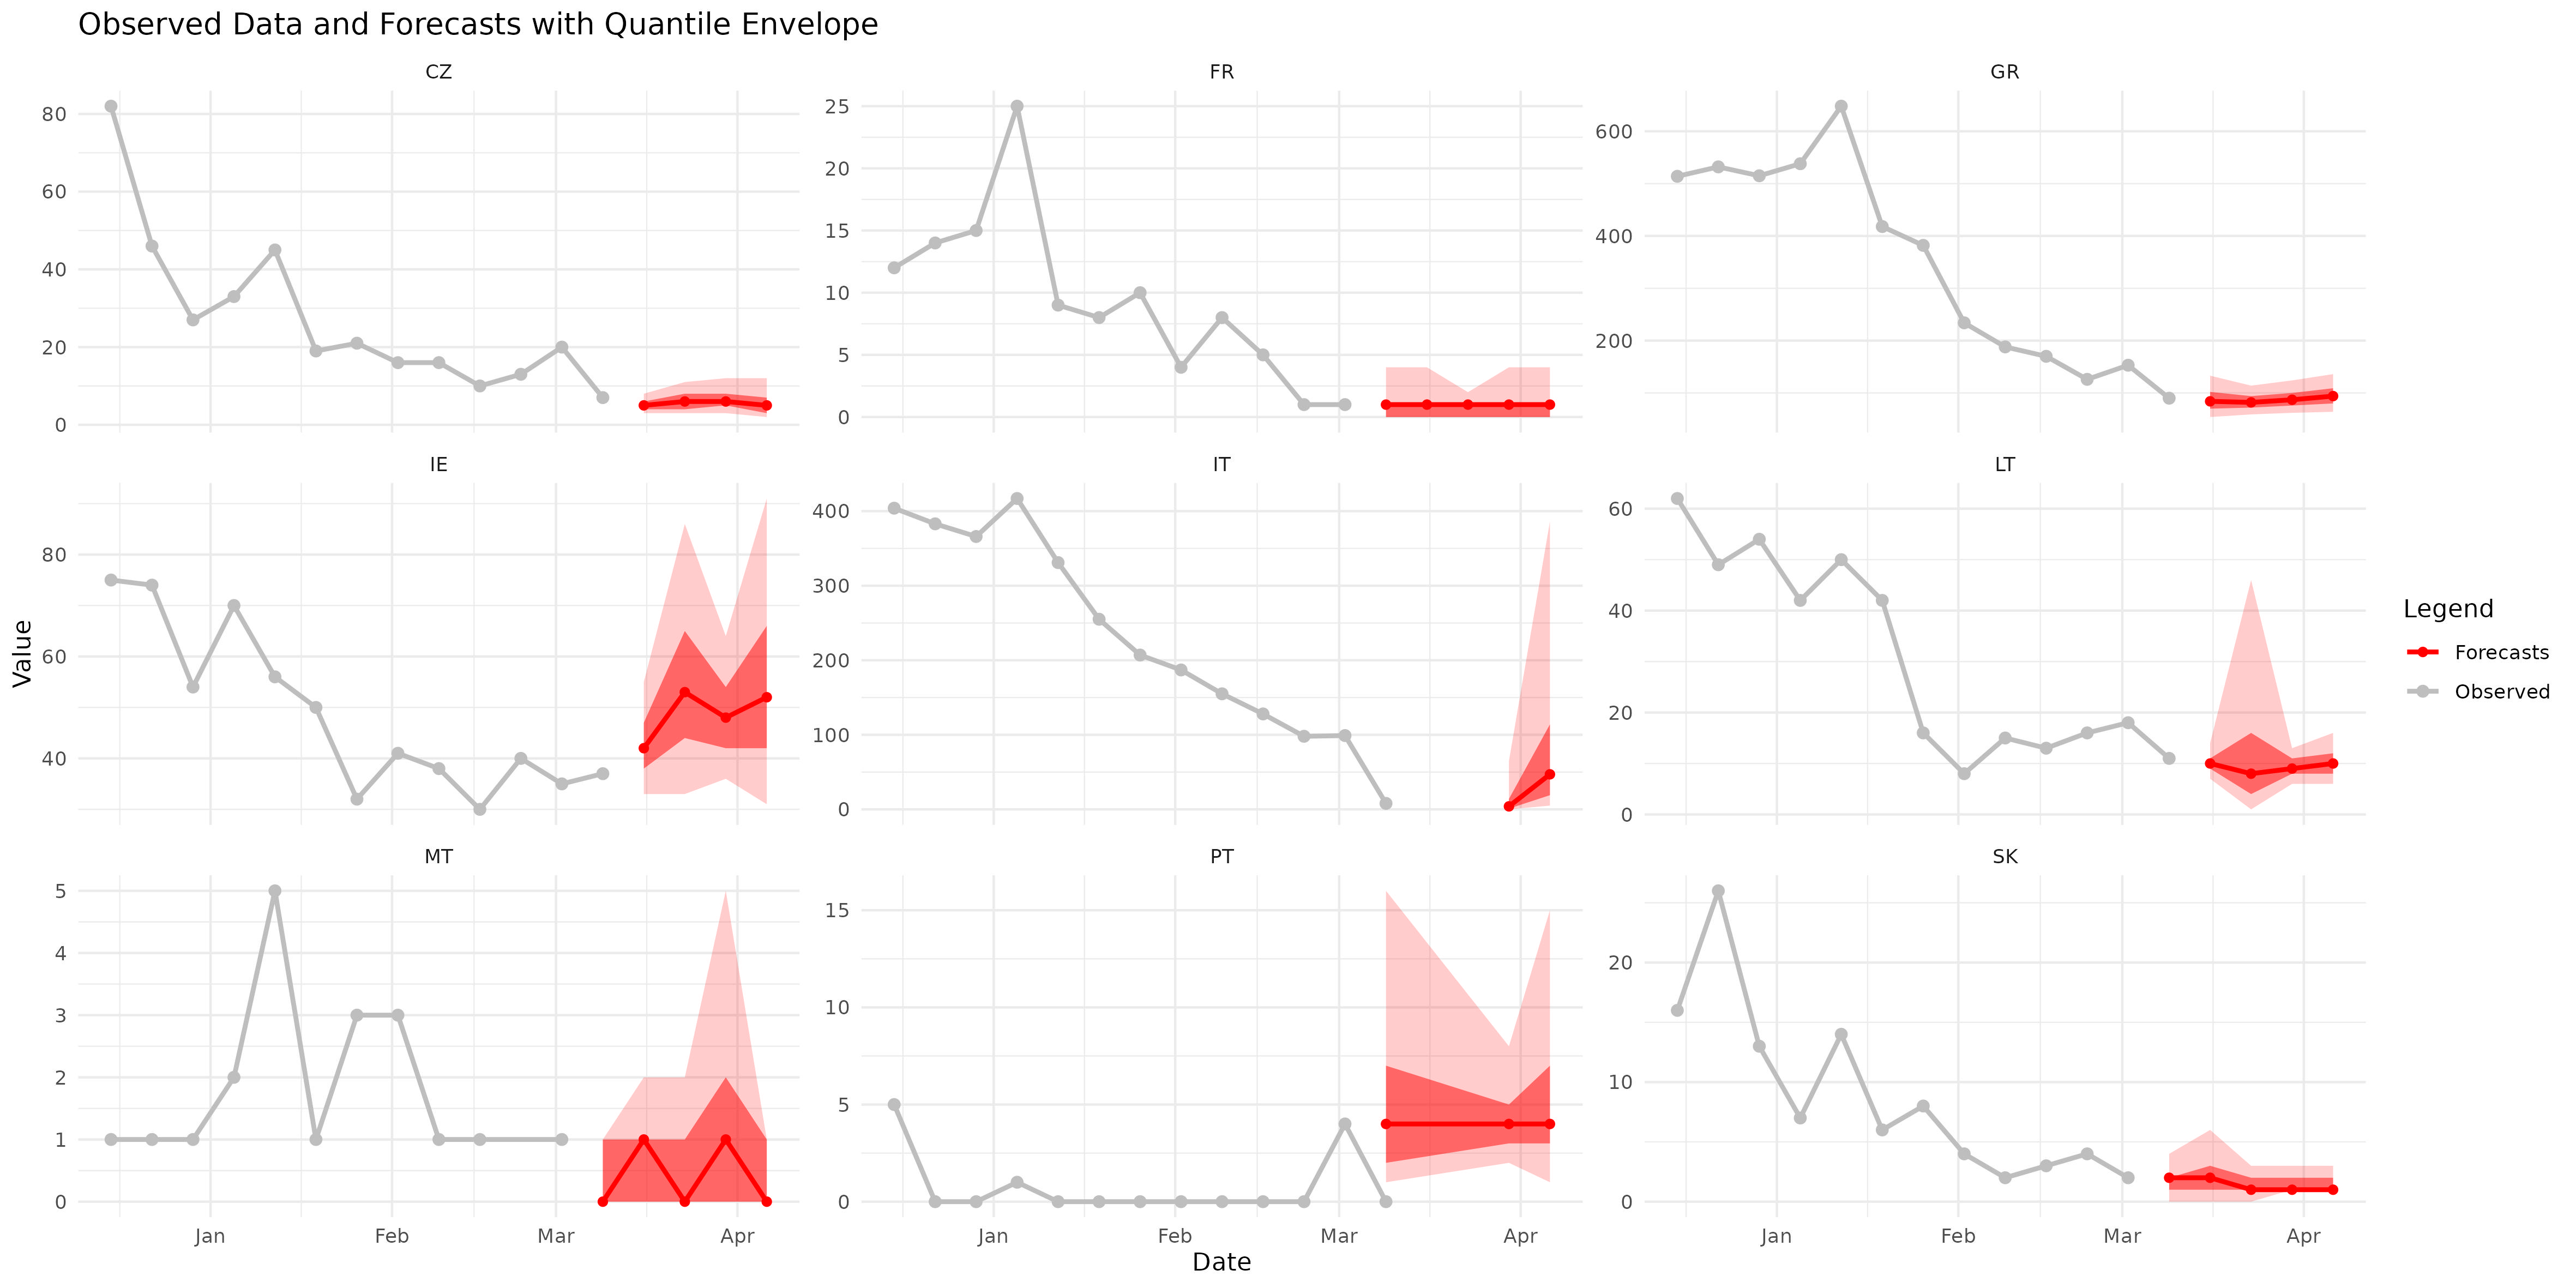 Observed Data and Forecasts with Quantile Envelope
CZ
FR
GR
80
60
40
20
0
25
20
15
10
5
0
600
400
200
IE
IT
LT
80
60
40
400
300
200
100
0
60
40
20
0
MT
PT
SK
5
4
3
2
1
0
15
10
5
0
20
10
0
Jan Feb Mar Apr
Jan Feb Mar Apr
Jan Feb Mar Apr
Value
Date
Legend
Forecasts
Observed